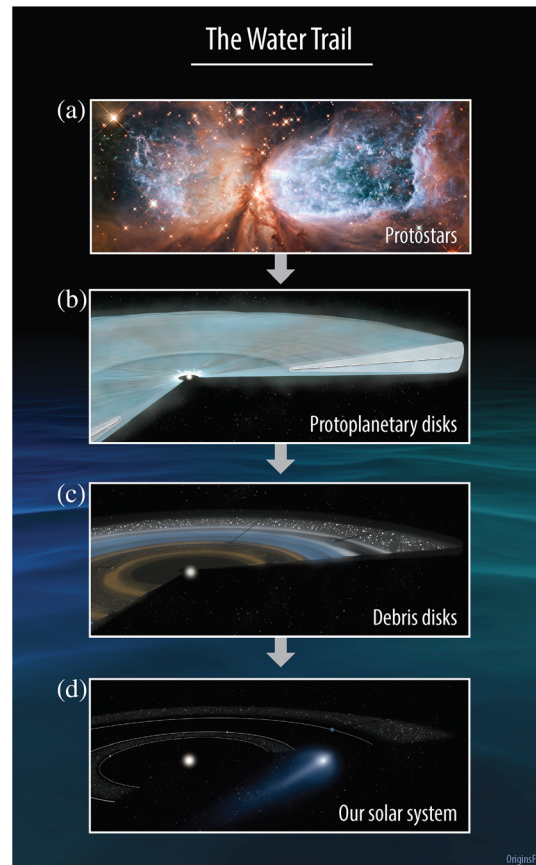 The Water Trail
(a)
Protostars
(b)
Protoplanetary disks
(c)
Debris disks
(d)
Our solar system